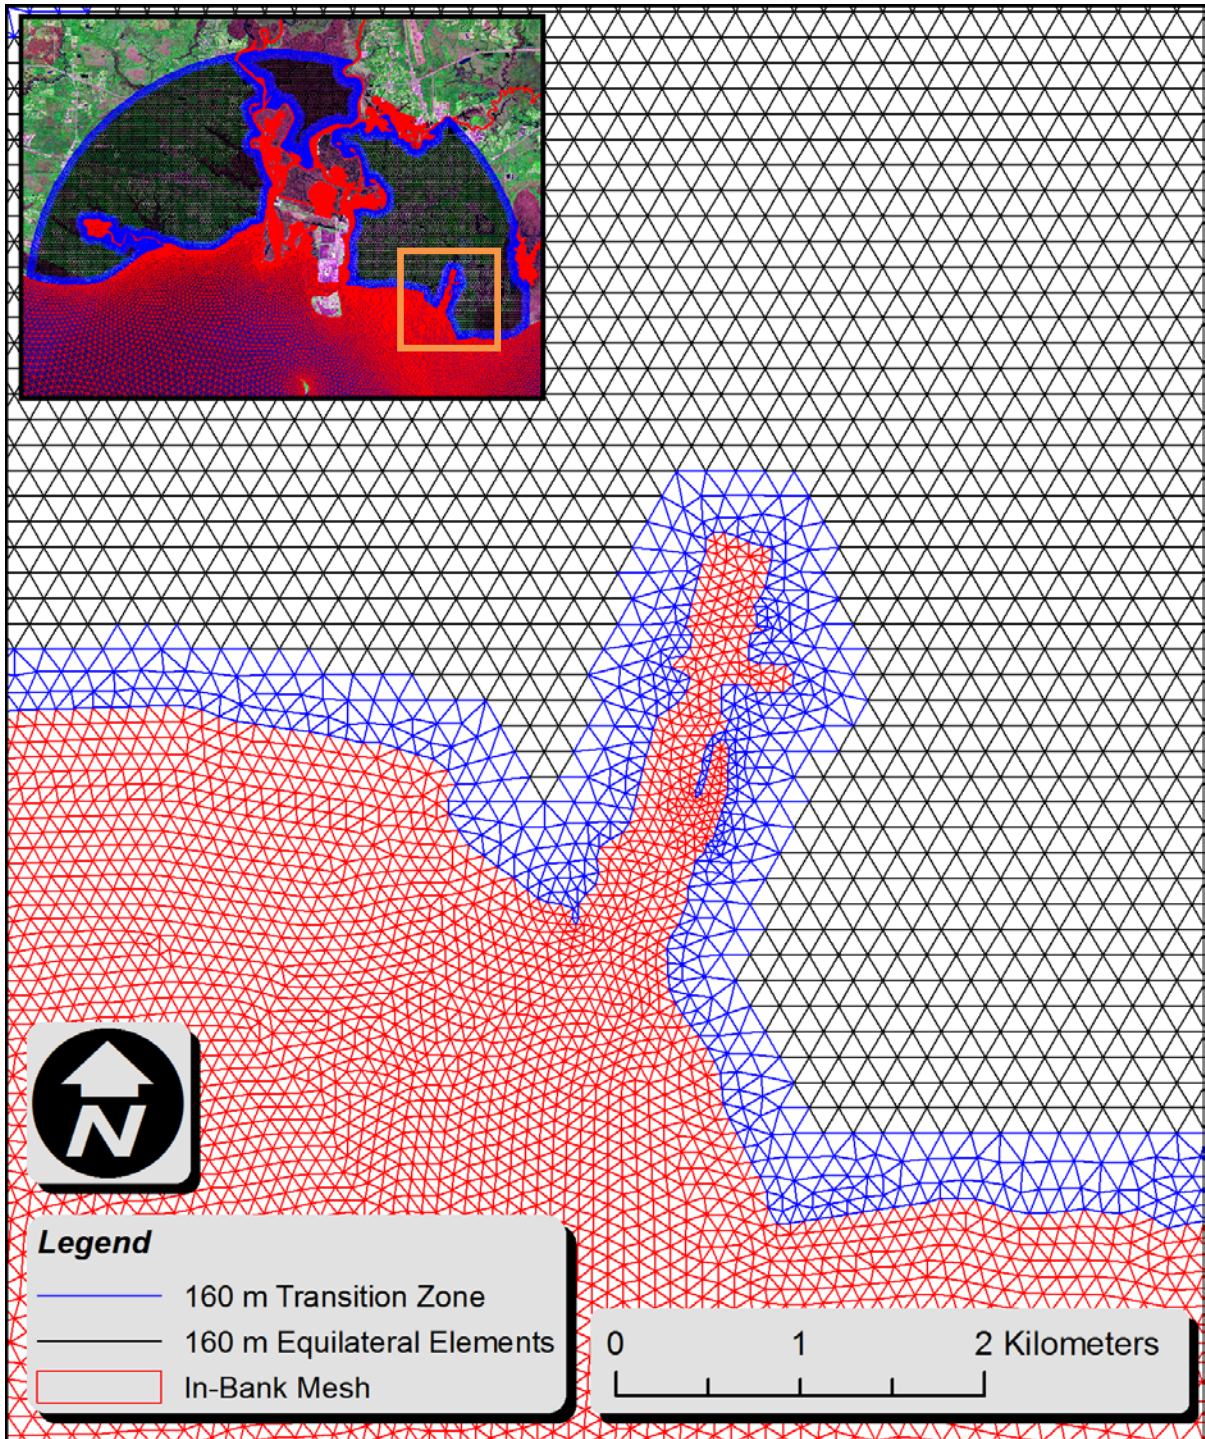 N
Legend
160 m Transition Zone
160 m Equilateral Elements
In-Bank Mesh
0 1 2 Kilometers